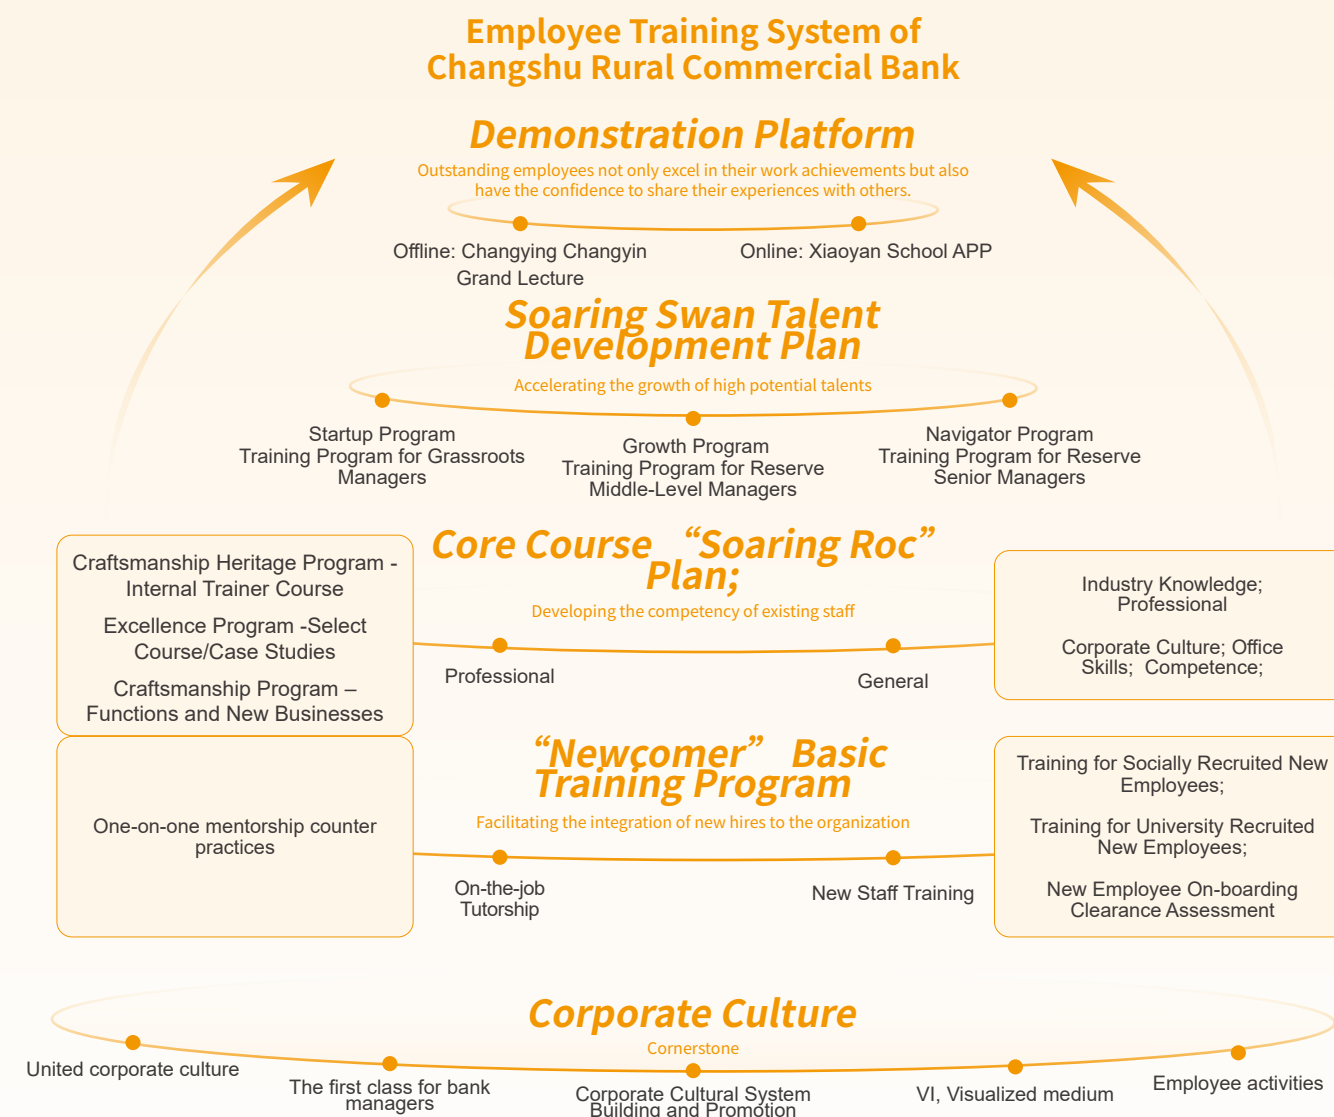 Employee Training System of
Changshu Rural Commercial Bank
Demonstration Platform
Outstanding employees not only excel in their work achievements but also
have the confidence to share their experiences with others.
Offline: Changying Changyin
Grand Lecture
Online: Xiaoyan School APP
Soaring Swan Talent
Development Plan
Accelerating the growth of high potential talents
Startup Program
Training Program for Grassroots
Managers
Growth Program
Training Program for Reserve
Middle-Level Managers
Navigator Program
Training Program for Reserve
Senior Managers
Craftsmanship Heritage Program -
Internal Trainer Course
Excellence Program -Select
Course/Case Studies
Craftsmanship Program –
Functions and New Businesses
Core Course “Soaring Roc”
Plan;
Developing the competency of existing staff
Professional
General
Industry Knowledge;
Professional
Corporate Culture; Office
Skills; Competence;
One-on-one mentorship counter
practices
“Newcomer” Basic
Training Program
Facilitating the integration of new hires to the organization
On-the-job
Tutorship
New Staff Training
Training for Socially Recruited New
Employees;
Training for University Recruited
New Employees;
New Employee On-boarding
Clearance Assessment
Corporate Culture
Cornerstone
United corporate culture
The first class for bank
managers
Corporate Cultural System
Building and Promotion
VI, Visualized medium
Employee activities